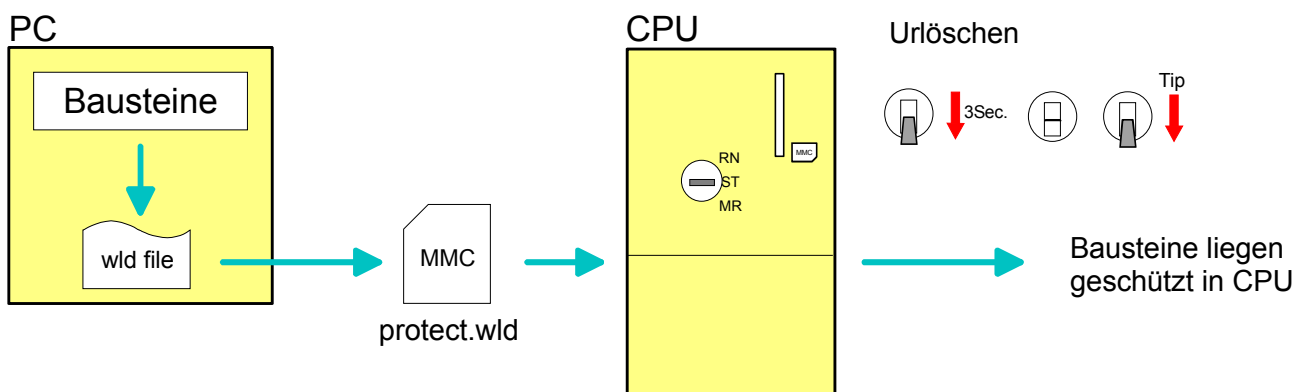 PC
Bausteine
wld file
MMC
protect.wld
CPU
MMC
RN
ST
MR
Urlöschen
3Sec.
Tip
Bausteine liegen
geschützt in CPU